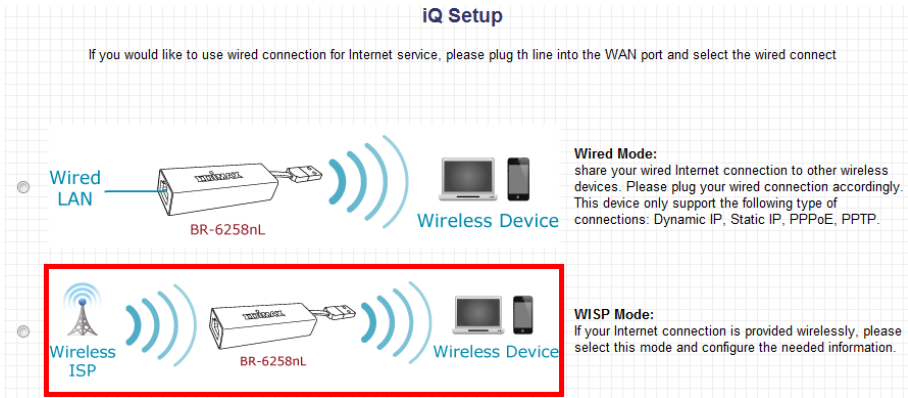 iQ Setup
If you would like to use wired connection for Internet service, please plug th line into the WAN port and select the wired connect
Wired
LAN
EDIMAX
BR-6258nL
Wireless Device
Wired Mode:
share your wired Internet connection to other wireless
devices. Please plug your wired connection accordingly.
This device only support the following type of
connections: Dynamic IP, Static IP, PPPoE, PPTP.
Wireless
ISP
EDIMAX
BR-6258nL
Wireless Device
WISP Mode:
If your Internet connection is provided wirelessly, please
select this mode and configure the needed information.